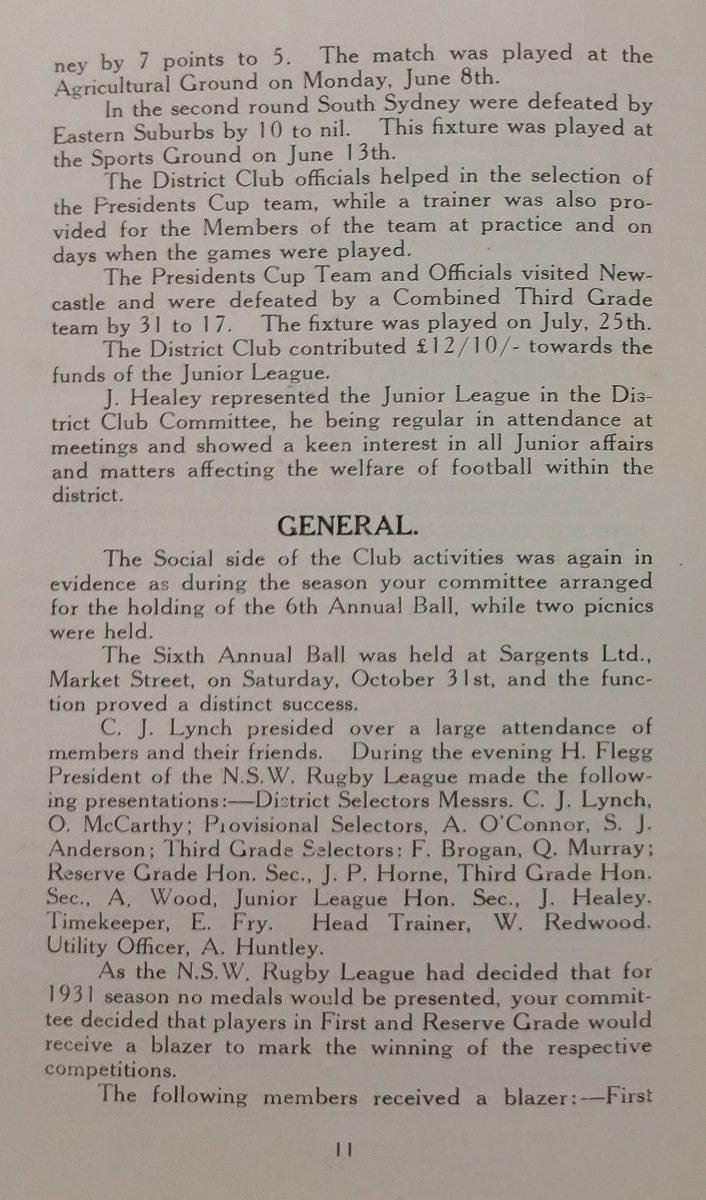 ney by 7 points to 5. The match was played at the
Agricultural Ground on Monday, June 8th.
In the second round South Sydney were defeated by
Eastern Suburbs by 10 to nil. This fixture was played at
the Sports Ground on June 13th.
The District Club officials helped in the selection of
the Presidents Cup team, while a trainer was also pro-
vided for the Members of the team at practice and on
days when the games were played.
The Presidents Cup Team and Officials visited New-
castle and were defeated by a Combined Third Grade
team by 31 to 17. The fixture was played on July, 25th.
The District Club contributed £12/10/- towards the
funds of the Junior League.
J. Healey represented the Junior League in the Dis-
trict Club Committee, he being regular in attendance at
meetings and showed a keen interest in all Junior affairs
and matters affecting the welfare of football within the
district.
GENERAL.
The Social side of the Club activities was again in
evidence as during the season your committee arranged
for the holding of the 6th Annual Ball, while two picnics
were held.
The Sixth Annual Ball was held at Sargents Ltd.,
Market Street, on Saturday, October 31st, and the func-
tion proved a distinct success.
C. J. Lynch presided over a large attendance of
members and their friends. During the evening H. Flegg
President of the N.S.W. Rugby League made the follow-
ing presentations:—District Selectors Messrs. C. J. Lynch,
O. McCarthy; Provisional Selectors, A. O'Connor, S. J.
Anderson; Third Grade Selectors: F. Brogan, Q. Murray;
Reserve Grade Hon. Sec., J. P. Horne, Third Grade Hon.
Sec., A. Wood, Junior League Hon. Sec., J. Healey.
Timekeeper, E. Fry. Head Trainer, W. Redwood.
Utility Officer, A. Huntley.
As the N.S.W. Rugby League had decided that for
1931 season no medals would be presented, your commit-
tee decided that players in First and Reserve Grade would
receive a blazer to mark the winning of the respective
competitions.
The following members received a blazer:—First
11